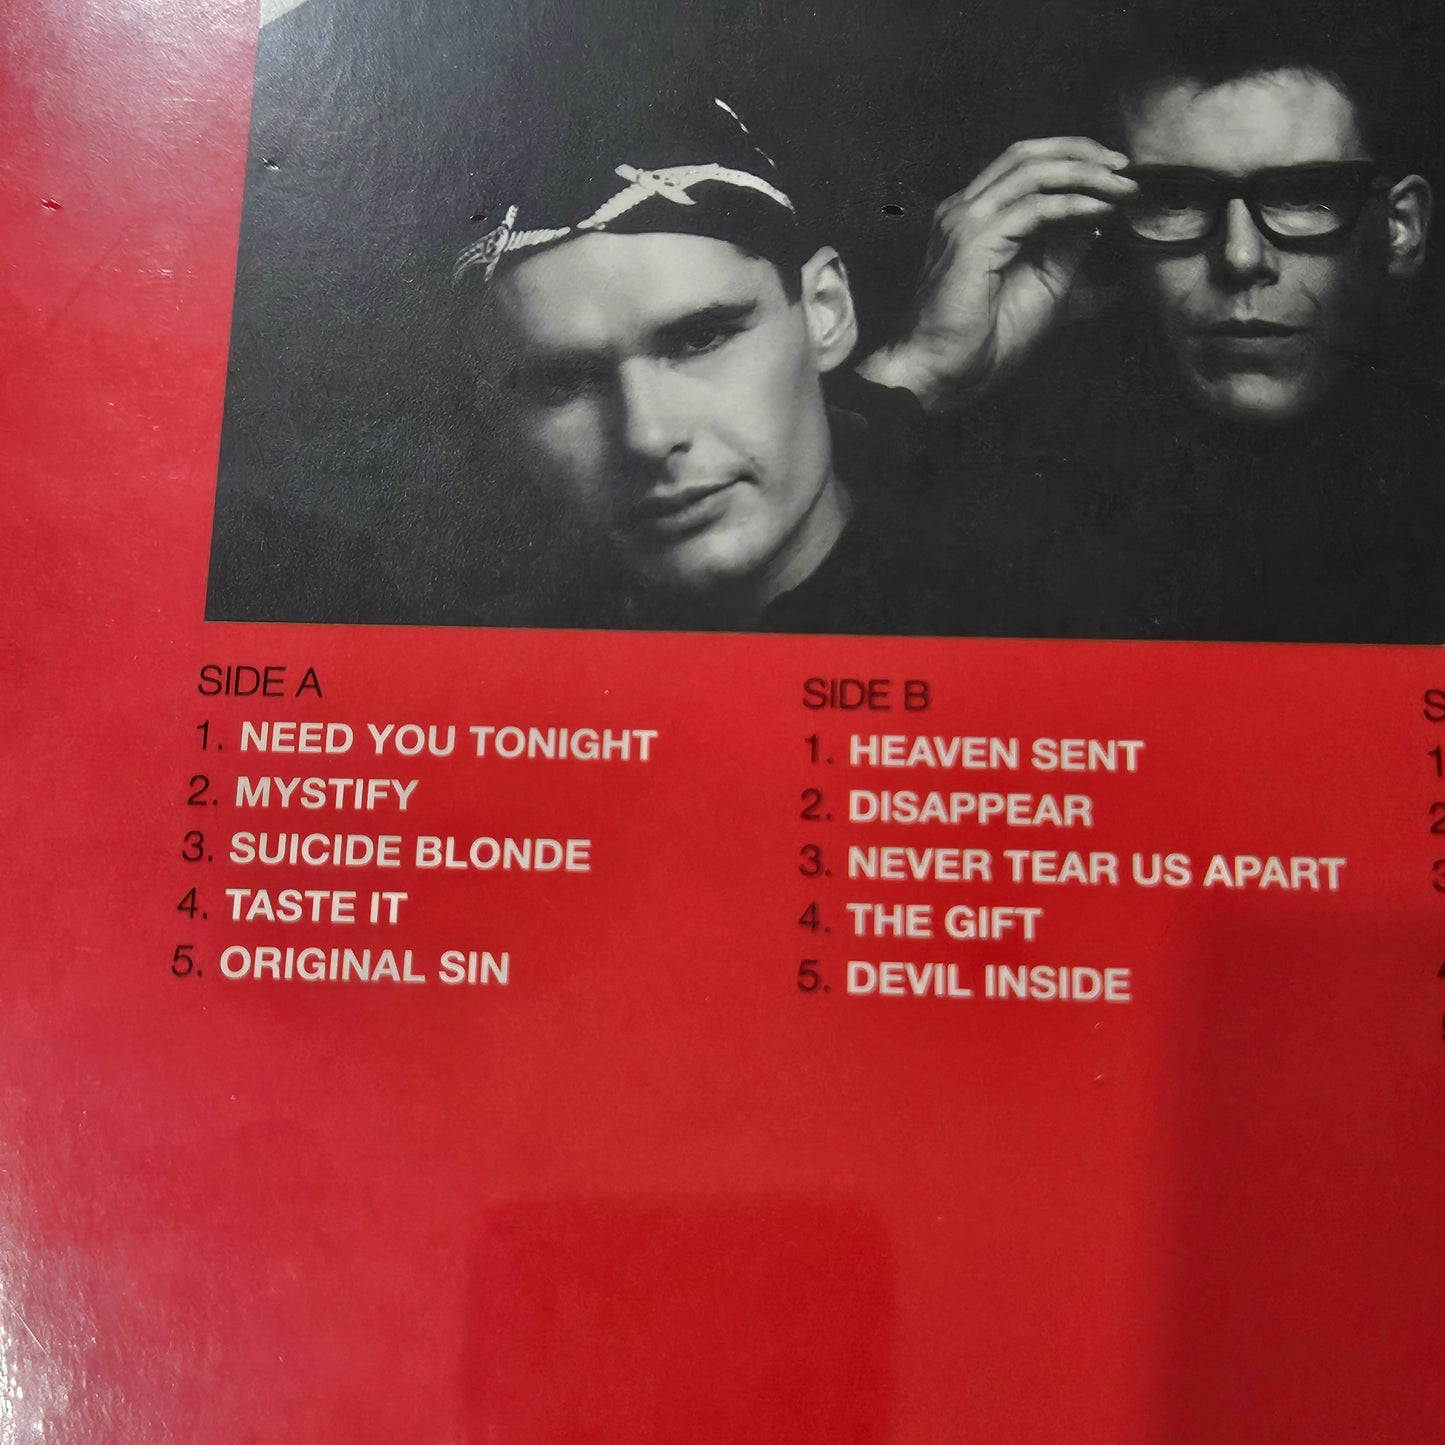 SIDE A
1. NEED YOU TONIGHT
2. MYSTIFY
3. SUICIDE BLONDE
4. TASTE IT
5. ORIGINAL SIN
SIDE B
1. HEAVEN SENT
2. DISAPPEAR
3. NEVER TEAR US APART
4. THE GIFT
5. DEVIL INSIDE